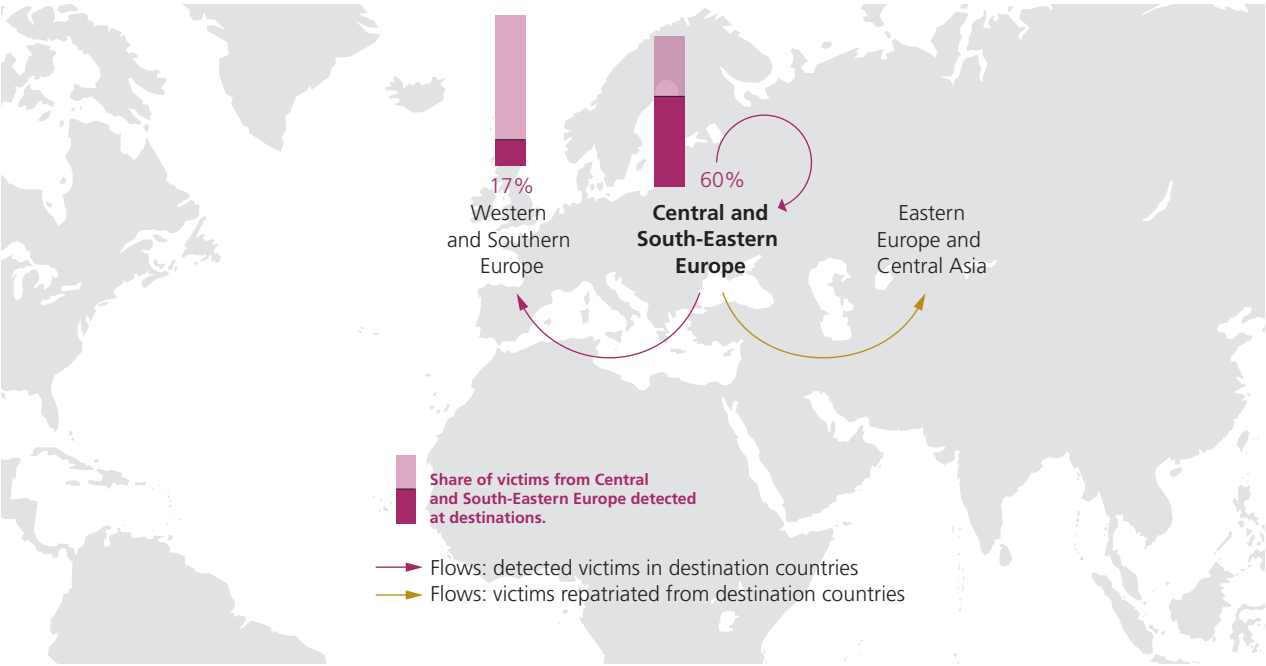 17%
Western
and Southern
Europe
60%
Central and
South-Eastern
Europe
Eastern
Europe and
Central Asia
Share of victims from Central
and South-Eastern Europe detected
at destinations.
Flows: detected victims in destination countries
Flows: victims repatriated from destination countries